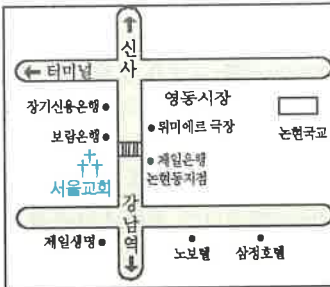 신사
← 터미널
영동시장
장기신용은행
보람은행
뤼미에르 극장
논현국교
제일은행
논현동지점
서울교회
강남역
제일생명
노보텔
삼정호텔